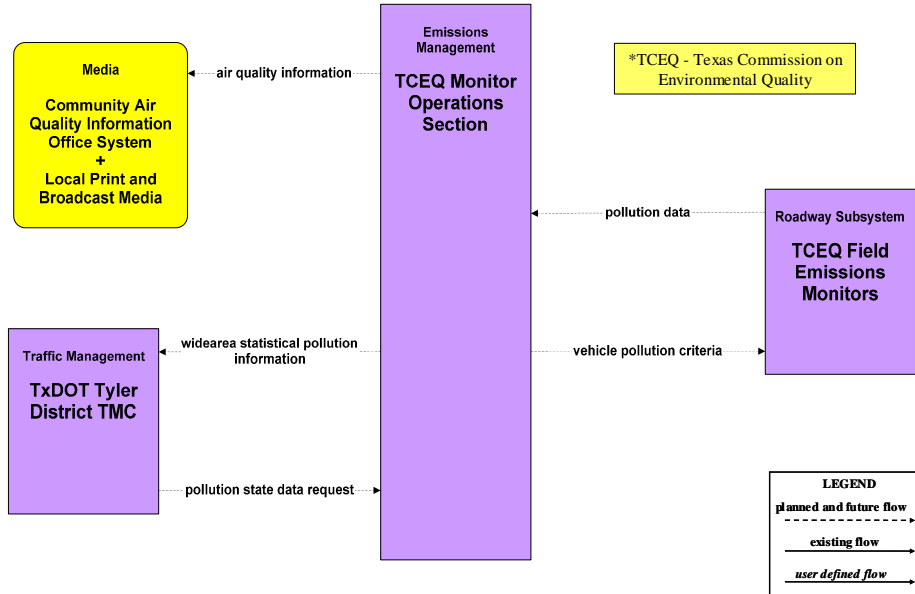 Media
Community Air
Quality Information
Office System
+
Local Print and
Broadcast Media
air quality information
Emissions
Management
TCEQ Monitor
Operations
Section
*TCEQ - Texas Commission on
Environmental Quality
pollution data
Roadway Subsystem
TCEQ Field
Emissions
Monitors
widearea statistical pollution
information
vehicle pollution criteria
Traffic Management
TxDOT Tyler
District TMC
pollution state data request
LEGEND
planned and future flow
existing flow
user defined flow